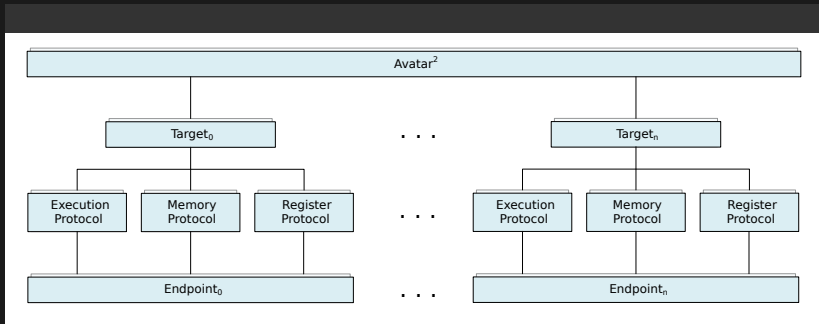 Avatar²
Target₀ . . . Targetₙ
Execution Protocol Memory Protocol Register Protocol . . . Execution Protocol Memory Protocol Register Protocol
Endpoint₀ . . . Endpointₙ